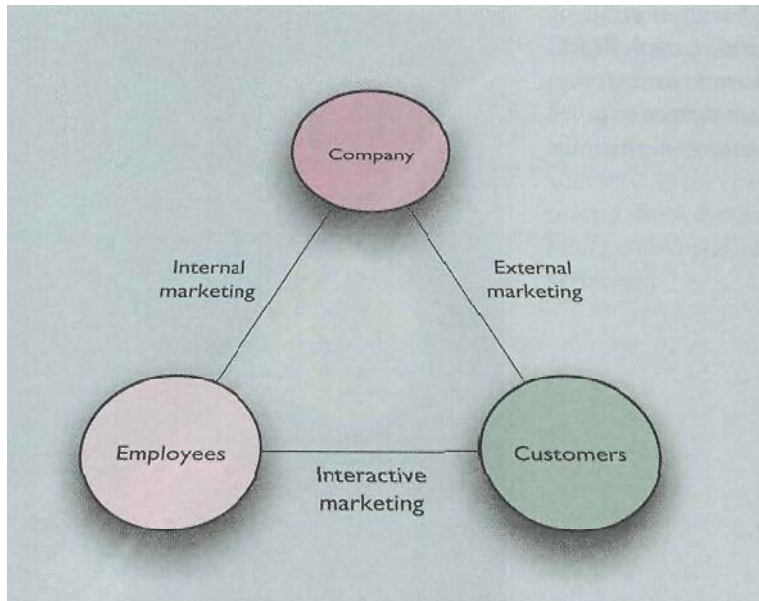 Company
Internal
marketing
External
marketing
Employees
Customers
Interactive
marketing